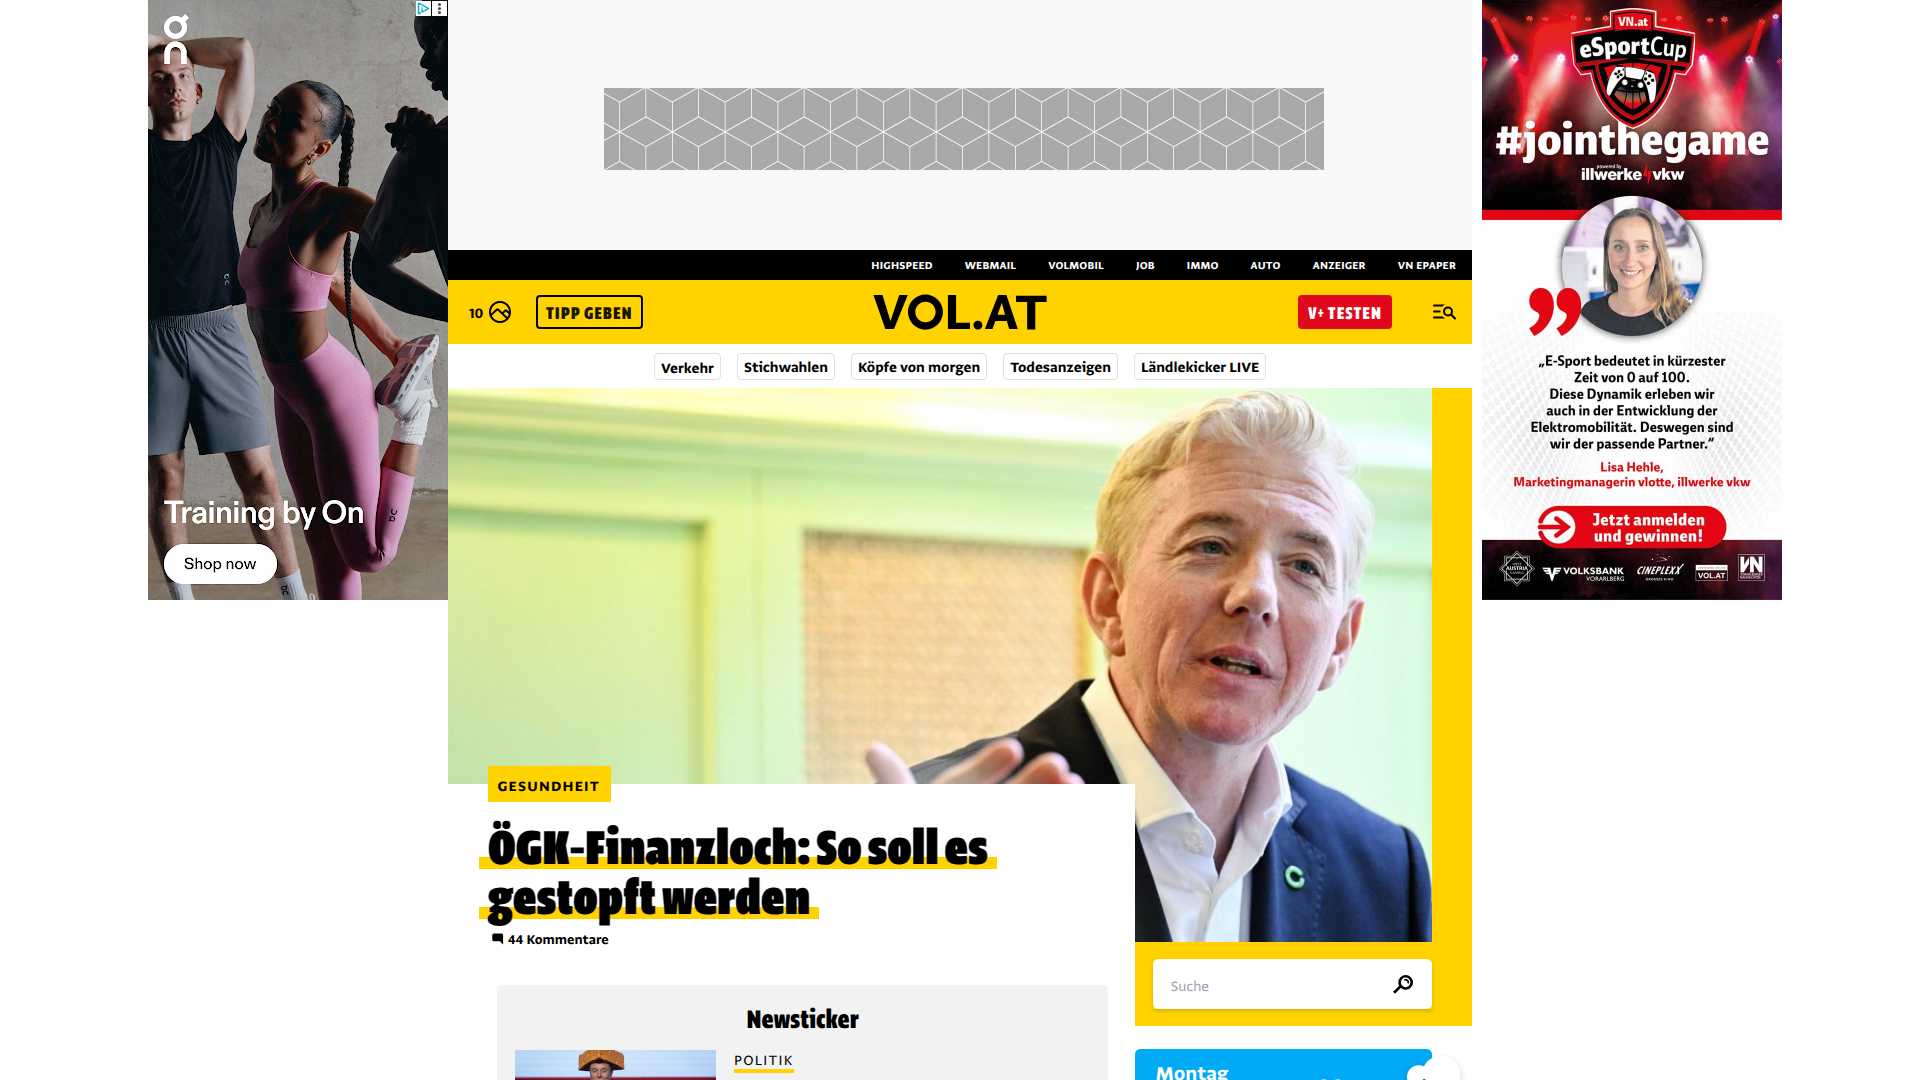 Training by On
Shop now
HIGHSPEED WEBMAIL VOLMOBIL JOB IMMO AUTO ANZEIGER VN EPAPER
10 TIPP GEBEN VOL.AT V+ TESTEN
Verkehr Stichwahlen Köpfe von morgen Todesanzeigen Ländlekicker LIVE
GESUNDHEIT
ÖGK-Finanzloch: So soll es
gestopft werden
44 Kommentare
Newsticker
POLITIK
Suche
Montag
VN.at
eSportCup
#jointhegame
powered by
illwerke vkw
„E-Sport bedeutet in kürzester
Zeit von 0 auf 100.
Diese Dynamik erleben wir
auch in der Entwicklung der
Elektromobilität. Deswegen sind
wir der passende Partner.“
Lisa Hehle,
Marketingmanagerin vlotte, illwerke vkw
Jetzt anmelden
und gewinnen!
AUSTRIA VOLKSBANK VORARLBERG CINEPLEXX VOL.AT VN